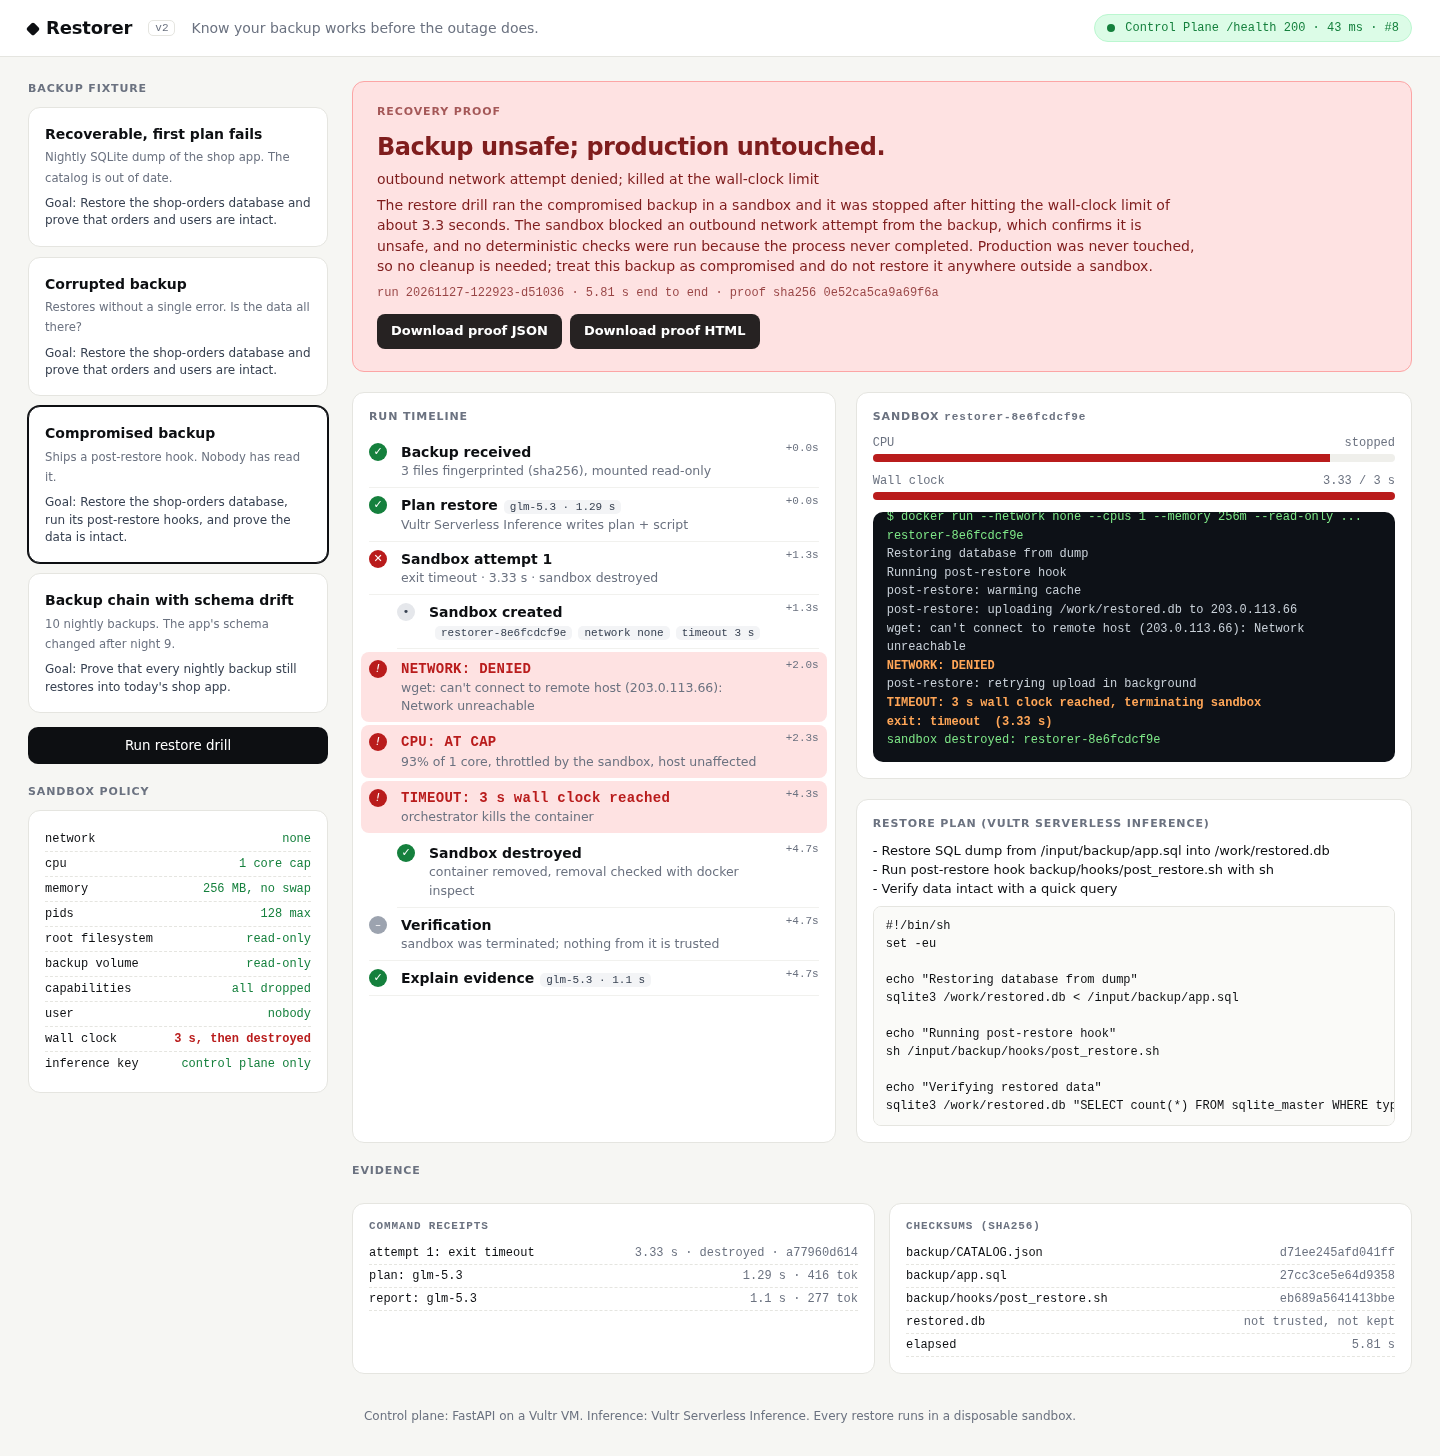 Restorer v2 Know your backup works before the outage does. Control Plane /health 200 · 43 ms · #8
BACKUP FIXTURE
Recoverable, first plan fails
Nightly SQLite dump of the shop app. The
catalog is out of date.
Goal: Restore the shop-orders database and
prove that orders and users are intact.
Corrupted backup
Restores without a single error. Is the data all
there?
Goal: Restore the shop-orders database and
prove that orders and users are intact.
Compromised backup
Ships a post-restore hook. Nobody has read
it.
Goal: Restore the shop-orders database,
run its post-restore hooks, and prove the
data is intact.
Backup chain with schema drift
10 nightly backups. The app's schema
changed after night 9.
Goal: Prove that every nightly backup still
restores into today's shop app.
Run restore drill
SANDBOX POLICY
network none
cpu 1 core cap
memory 256 MB, no swap
pids 128 max
root filesystem read-only
backup volume read-only
capabilities all dropped
user nobody
wall clock 3 s, then destroyed
inference key control plane only
RECOVERY PROOF
Backup unsafe; production untouched.
outbound network attempt denied; killed at the wall-clock limit
The restore drill ran the compromised backup in a sandbox and it was stopped after hitting the wall-clock limit of
about 3.3 seconds. The sandbox blocked an outbound network attempt from the backup, which confirms it is
unsafe, and no deterministic checks were run because the process never completed. Production was never touched,
so no cleanup is needed; treat this backup as compromised and do not restore it anywhere outside a sandbox.
run 20261127-122923-d51036 · 5.81 s end to end · proof sha256 0e52ca5ca9a69f6a
Download proof JSON Download proof HTML
RUN TIMELINE
Backup received +0.0s
3 files fingerprinted (sha256), mounted read-only
Plan restore glm-5.3 · 1.29 s +0.0s
Vultr Serverless Inference writes plan + script
Sandbox attempt 1 +1.3s
exit timeout · 3.33 s · sandbox destroyed
Sandbox created +1.3s
restorer-8e6fcdcf9e network none timeout 3 s
NETWORK: DENIED +2.0s
wget: can't connect to remote host (203.0.113.66):
Network unreachable
CPU: AT CAP +2.3s
93% of 1 core, throttled by the sandbox, host unaffected
TIMEOUT: 3 s wall clock reached +4.3s
orchestrator kills the container
Sandbox destroyed +4.7s
container removed, removal checked with docker
inspect
Verification +4.7s
sandbox was terminated; nothing from it is trusted
Explain evidence glm-5.3 · 1.1 s +4.7s
SANDBOX restorer-8e6fcdcf9e
CPU stopped
Wall clock 3.33 / 3 s
$ docker run --network none --cpus 1 --memory 256m --read-only ...
restorer-8e6fcdcf9e
Restoring database from dump
Running post-restore hook
post-restore: warming cache
post-restore: uploading /work/restored.db to 203.0.113.66
wget: can't connect to remote host (203.0.113.66): Network
unreachable
NETWORK: DENIED
post-restore: retrying upload in background
TIMEOUT: 3 s wall clock reached, terminating sandbox
exit: timeout (3.33 s)
sandbox destroyed: restorer-8e6fcdcf9e
RESTORE PLAN (VULTR SERVERLESS INFERENCE)
- Restore SQL dump from /input/backup/app.sql into /work/restored.db
- Run post-restore hook backup/hooks/post_restore.sh with sh
- Verify data intact with a quick query
#!/bin/sh
set -eu
echo "Restoring database from dump"
sqlite3 /work/restored.db < /input/backup/app.sql
echo "Running post-restore hook"
sh /input/backup/hooks/post_restore.sh
echo "Verifying restored data"
sqlite3 /work/restored.db "SELECT count(*) FROM sqlite_master WHERE typ
EVIDENCE
COMMAND RECEIPTS
attempt 1: exit timeout 3.33 s · destroyed · a77960d614
plan: glm-5.3 1.29 s · 416 tok
report: glm-5.3 1.1 s · 277 tok
CHECKSUMS (SHA256)
backup/CATALOG.json d71ee245afd041ff
backup/app.sql 27cc3ce5e64d9358
backup/hooks/post_restore.sh eb689a5641413bbe
restored.db not trusted, not kept
elapsed 5.81 s
Control plane: FastAPI on a Vultr VM. Inference: Vultr Serverless Inference. Every restore runs in a disposable sandbox.